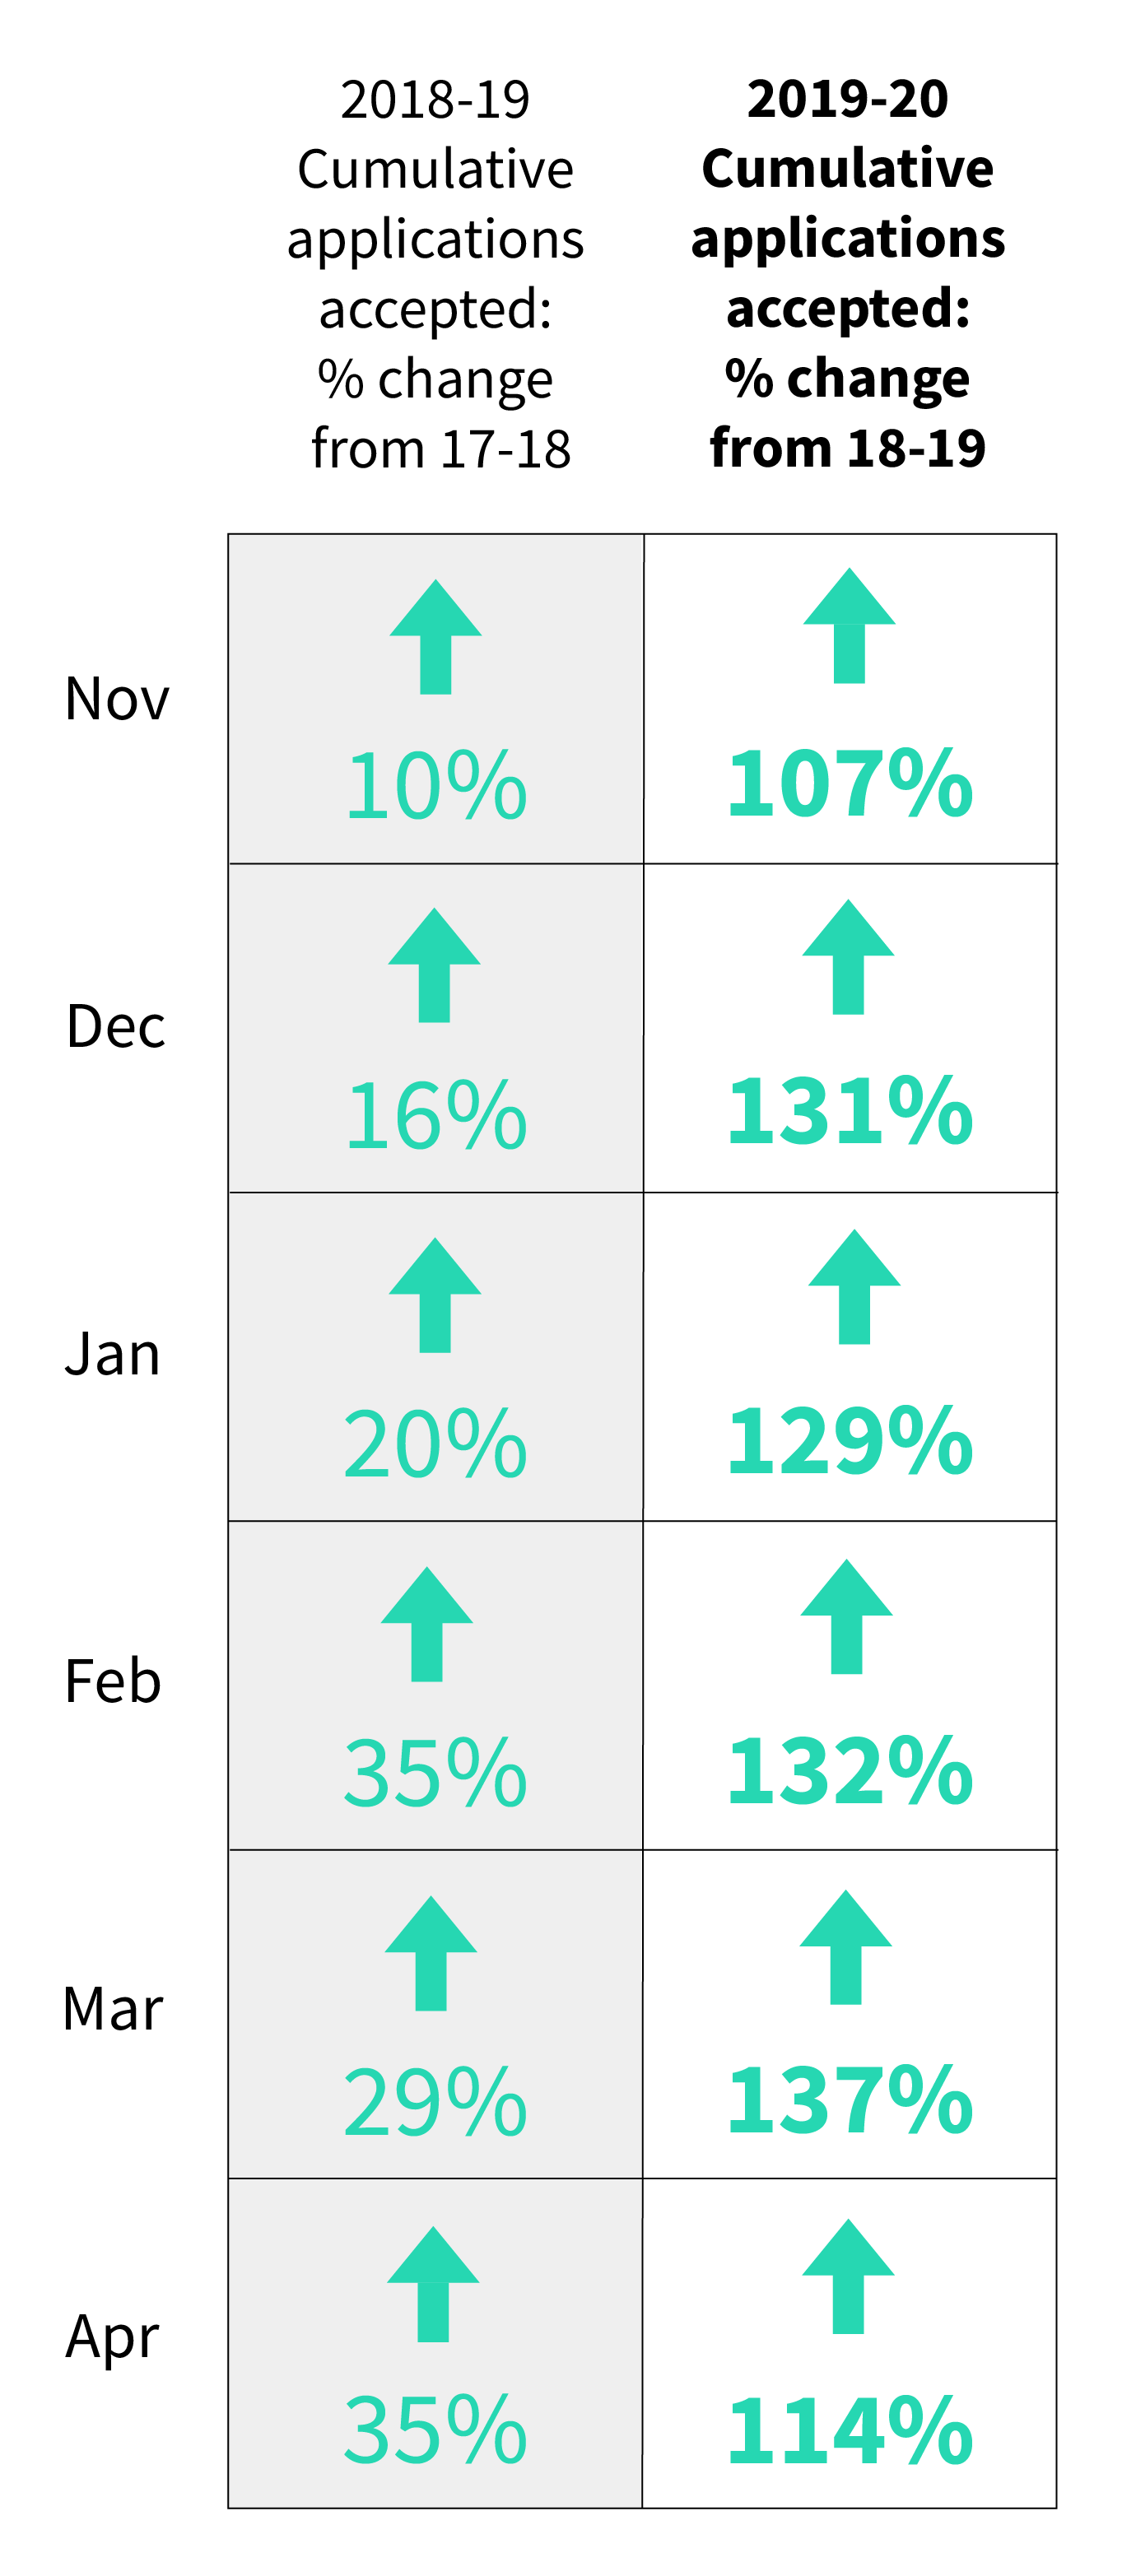 2018-19
Cumulative
applications
accepted:
% change
from 17-18
2019-20
Cumulative
applications
accepted:
% change
from 18-19
Nov
10%
107%
Dec
16%
131%
Jan
20%
129%
Feb
35%
132%
Mar
29%
137%
Apr
35%
114%